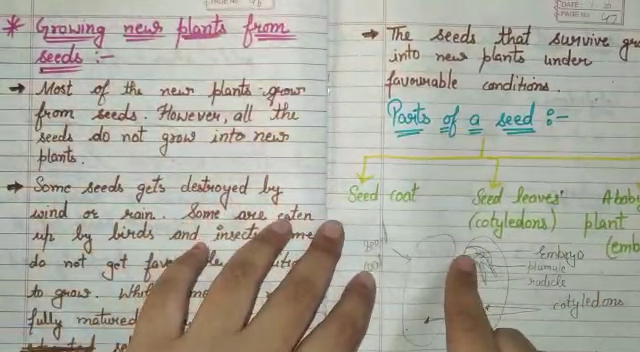 PAGE NO. 46
* Growing new plants from
seeds :-
→ Most of the new plants grow
from seeds. However, all the
seeds do not grow into new
plants.
→ Some seeds gets destroyed by
wind or rain. Some are eaten
up by birds and
do not get
to grow.
fully matured
DATE
PAGE NO. 47
→ The seeds that survive
into new plants under
favourable conditions.
Parts of a seed :-
Seed coat
Seed leaves
(cotyledons)
plant
Embryo
plumule
radicle
cotyledons